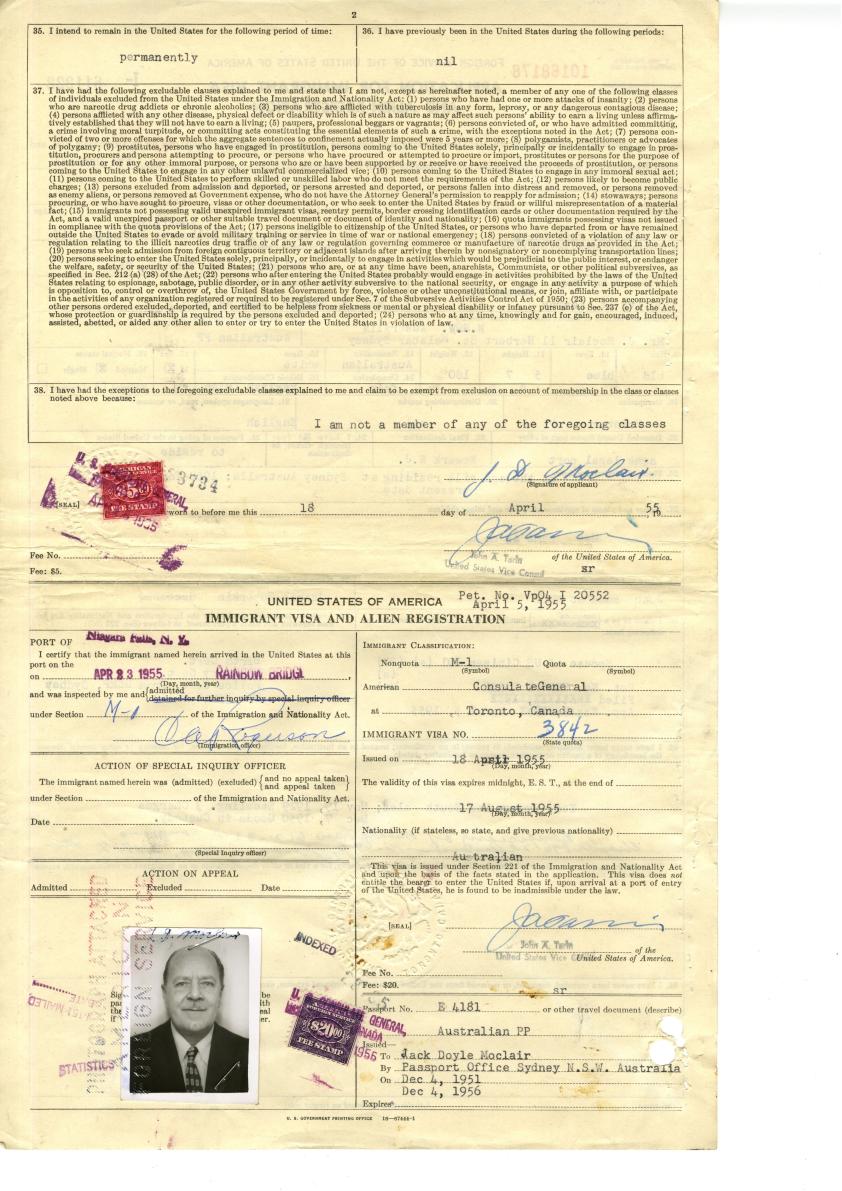 2
35. I intend to remain in the United States for the following period of time:
permanently
36. I have previously been in the United States during the following periods:
nil
37. I have had the following excludable clauses explained to me and state that I am not, except as hereinafter noted, a member of any one of the following classes
of individuals excluded from the United States under the Immigration and Nationality Act: (1) persons who have had one or more attacks of insanity; (2) persons
who are narcotic drug addicts or chronic alcoholics; (3) persons who are afflicted with tuberculosis in any form, leprosy, or any dangerous contagious disease;
(4) persons afflicted with any other disease, physical defect or disability which is of such nature as may affect such persons' ability to earn a living unless affirma-
tively established that they will not have to earn a living; (5) paupers, professional beggars or vagrants; (6) persons convicted of, or who admitted committing,
a crime involving moral turpitude, or committing acts constituting the essential elements of such a crime, with the exceptions noted in the Act; (7) persons con-
victed of two or more offenses for which the aggregate sentences to confinement actually imposed were 5 years or more; (8) polygamists, practitioners or advocates
of polygamy; (9) prostitutes, persons who have engaged in prostitution, persons coming to the United States solely, principally or incidentally to engage in pros-
titution, procurers and persons attempting to procure, or persons who have procured or attempted to procure or import, prostitutes or persons for the purpose of
prostitution or for any other immoral purpose, or persons who are or have been supported by or have received the proceeds of prostitution, or persons
coming to the United States to engage in any other unlawful commercialized vice; (10) persons coming to the United States to engage in any immoral sexual act;
(11) persons coming to perform skilled or unskilled labor who do not meet the requirements of the Act; (12) persons likely to become public
charges; (13) persons excluded from admission and deported, or persons arrested and deported, or persons fallen into distress and removed, or persons removed
as enemy aliens, or persons removed at Government expense, who do not have the Attorney General's permission to reapply for admission; (14) stowaways; persons
procuring, or who have sought to procure, visas or other documentation, or who seek to enter the United States by fraud or willful misrepresentation of a material
fact; (15) immigrants not possessing valid unexpired immigrant visas, reentry permits, border crossing identification cards or other documentation required by the
Act, and a valid unexpired passport or other suitable travel document or document of identity and nationality; (16) quota immigrants possessing visas not issued
in compliance with the quota provisions of the Act; (17) persons ineligible to citizenship of the United States, or persons who have departed from or have remained
outside the United States to evade or avoid military training or service in time of war or national emergency; (18) persons convicted of a violation of any law or
regulation relating to the illicit narcotics drug traffic or of any law or regulation governing commerce or manufacture of narcotic drugs as provided in the Act;
(19) persons who seek admission from foreign contiguous territory or adjacent islands after arriving therein by nonsignatory or noncomplying transportation lines;
(20) persons seeking to enter the United States solely, principally, or incidentally to engage in activities which would be prejudicial to the public interest, or endanger
the welfare, safety, or security of the United States; (21) persons who are, or at any time have been, anarchists, Communists, or other political subversives, as
specified in Sec. 212 (a) (28) of the Act; (22) persons who after entering the United States probably would engage in activities prohibited by the laws of the United
States relating to espionage, sabotage, public disorder, or in any other activity subversive to the national security, or engage in any activity a purpose of which
is opposition to, control or overthrow of, the United States Government by force, violence or other unconstitutional means, or join, affiliate with, or participate
in the activities of any organization registered or required to be registered under Sec. 7 of the Subversive Activities Control Act of 1950; (23) persons accompanying
other persons ordered excluded, deported, and certified to be helpless from sickness or mental or physical disability or infancy pursuant to Sec. 237 (e) of the Act,
whose protection or guardianship is required by the persons excluded and deported; (24) persons who at any time, knowingly and for gain, encouraged, induced,
assisted, abetted, or aided any other alien to enter or try to enter the United States in violation of law.
38. I have had the exceptions to the foregoing excludable classes explained to me and claim to be exempt from exclusion on account of membership in the class or classes
noted above because:
I am not a member of any of the foregoing classes
3734
J. D. Moclair
(Signature of applicant)
[SEAL]
$5.00
FEE STAMP
worn to before me this 18 day of April 1955
Fee No.
John A. Tarin
United States Vice Consul
of the United States of America.
Fee: $5.
sr
UNITED STATES OF AMERICA
Pet. No. Vp04 I 20552
April 5, 1955
IMMIGRANT VISA AND ALIEN REGISTRATION
PORT OF Niagara Falls, N. Y.
I certify that the immigrant named herein arrived in the United States at this
port on the
on APR 23 1955 RAINBOW BRIDGE,
(Day, month, year)
and was inspected by me and {admitted
detained for further inquiry by special inquiry officer
under Section M-1 of the Immigration and Nationality Act.
(Immigration officer)
ACTION OF SPECIAL INQUIRY OFFICER
The immigrant named herein was (admitted) (excluded) {and no appeal taken}
and appeal taken
under Section of the Immigration and Nationality Act.
Date
(Special Inquiry officer)
ACTION ON APPEAL
Admitted Excluded Date
IMMIGRANT CLASSIFICATION:
Nonquota M-1 Quota
(Symbol) (Symbol)
American Consulate General
at Toronto, Canada
IMMIGRANT VISA NO. 3842
(State quota)
Issued on 18 April 1955
(Day, month, year)
The validity of this visa expires midnight, E. S. T., at the end of
17 August 1955
(Day, month, year)
Nationality (if stateless, so state, and give previous nationality)
Australian
This visa is issued under Section 221 of the Immigration and Nationality Act
and upon the basis of the facts stated in the application. This visa does not
entitle the bearer to enter the United States if, upon arrival at a port of entry
of the United States, he is found to be inadmissible under the law.
[SEAL]
John A. Tarin
United States Vice
of the
United States of America.
Fee No.
Fee: $20.
sr
INDEXED
FOREIGN SERVICE
STATISTICS
$20.00
FEE STAMP
Passport No. E 4181 or other travel document (describe)
Australian PP
Issued
To Jack Doyle Moclair
By Passport Office Sydney N.S.W. Australia
On Dec 4, 1951
Dec 4, 1956
Expires
U. S. GOVERNMENT PRINTING OFFICE 16—67444-1